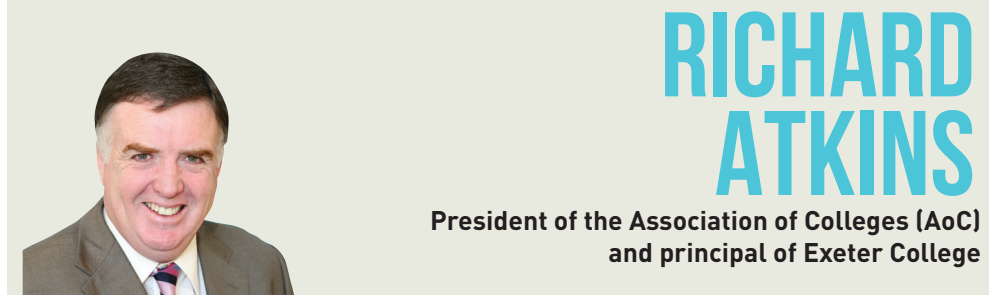 RICHARD
ATKINS
President of the Association of Colleges (AoC)
and principal of Exeter College